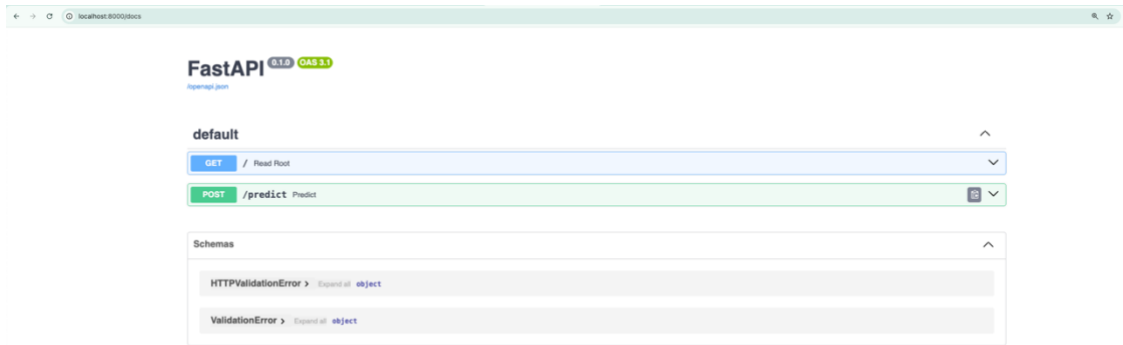 localhost:8000/docs
FastAPI 0.1.0 OAS 3.1
/openapi.json
default
GET / Read Root
POST /predict Predict
Schemas
HTTPValidationError > Expand all object
ValidationError > Expand all object